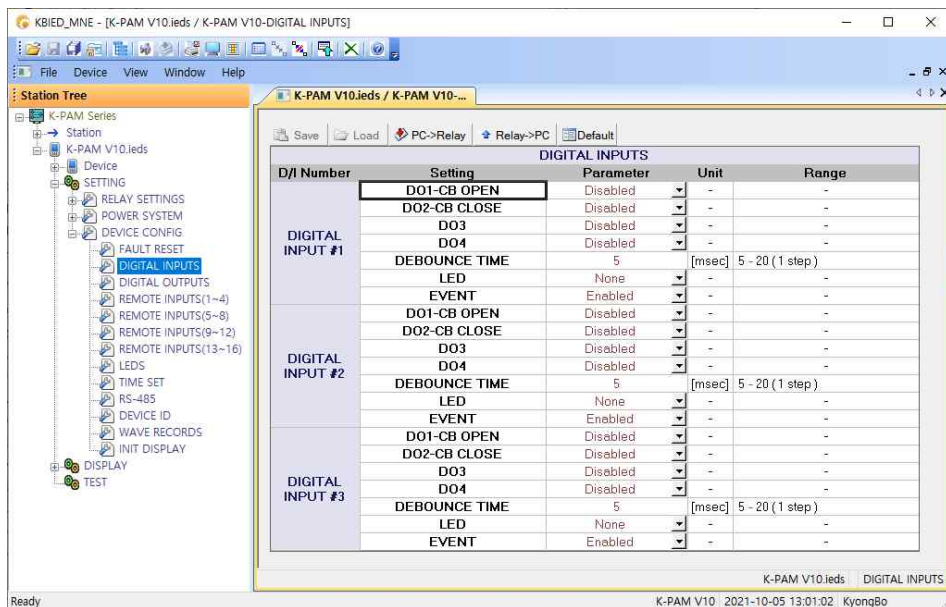 KBIED_MNE - [K-PAM V10.ieds / K-PAM V10-DIGITAL INPUTS]
File Device View Window Help
Station Tree
K-PAM V10.ieds / K-PAM V10-...
K-PAM Series
Station
K-PAM V10.ieds
Device
SETTING
RELAY SETTINGS
POWER SYSTEM
DEVICE CONFIG
FAULT RESET
DIGITAL INPUTS
DIGITAL OUTPUTS
REMOTE INPUTS(1~4)
REMOTE INPUTS(5~8)
REMOTE INPUTS(9~12)
REMOTE INPUTS(13~16)
LEDS
TIME SET
RS-485
DEVICE ID
WAVE RECORDS
INIT DISPLAY
DISPLAY
TEST
Save Load PC->Relay Relay->PC Default
DIGITAL INPUTS
D/I Number Setting Parameter Unit Range
DIGITAL INPUT #1
DO1-CB OPEN Disabled - -
DO2-CB CLOSE Disabled - -
DO3 Disabled - -
DO4 Disabled - -
DEBOUNCE TIME 5 [msec] 5 - 20 ( 1 step )
LED None - -
EVENT Enabled - -
DIGITAL INPUT #2
DO1-CB OPEN Disabled - -
DO2-CB CLOSE Disabled - -
DO3 Disabled - -
DO4 Disabled - -
DEBOUNCE TIME 5 [msec] 5 - 20 ( 1 step )
LED None - -
EVENT Enabled - -
DIGITAL INPUT #3
DO1-CB OPEN Disabled - -
DO2-CB CLOSE Disabled - -
DO3 Disabled - -
DO4 Disabled - -
DEBOUNCE TIME 5 [msec] 5 - 20 ( 1 step )
LED None - -
EVENT Enabled - -
K-PAM V10.ieds DIGITAL INPUTS
Ready K-PAM V10 2021-10-05 13:01:02 KyongBo